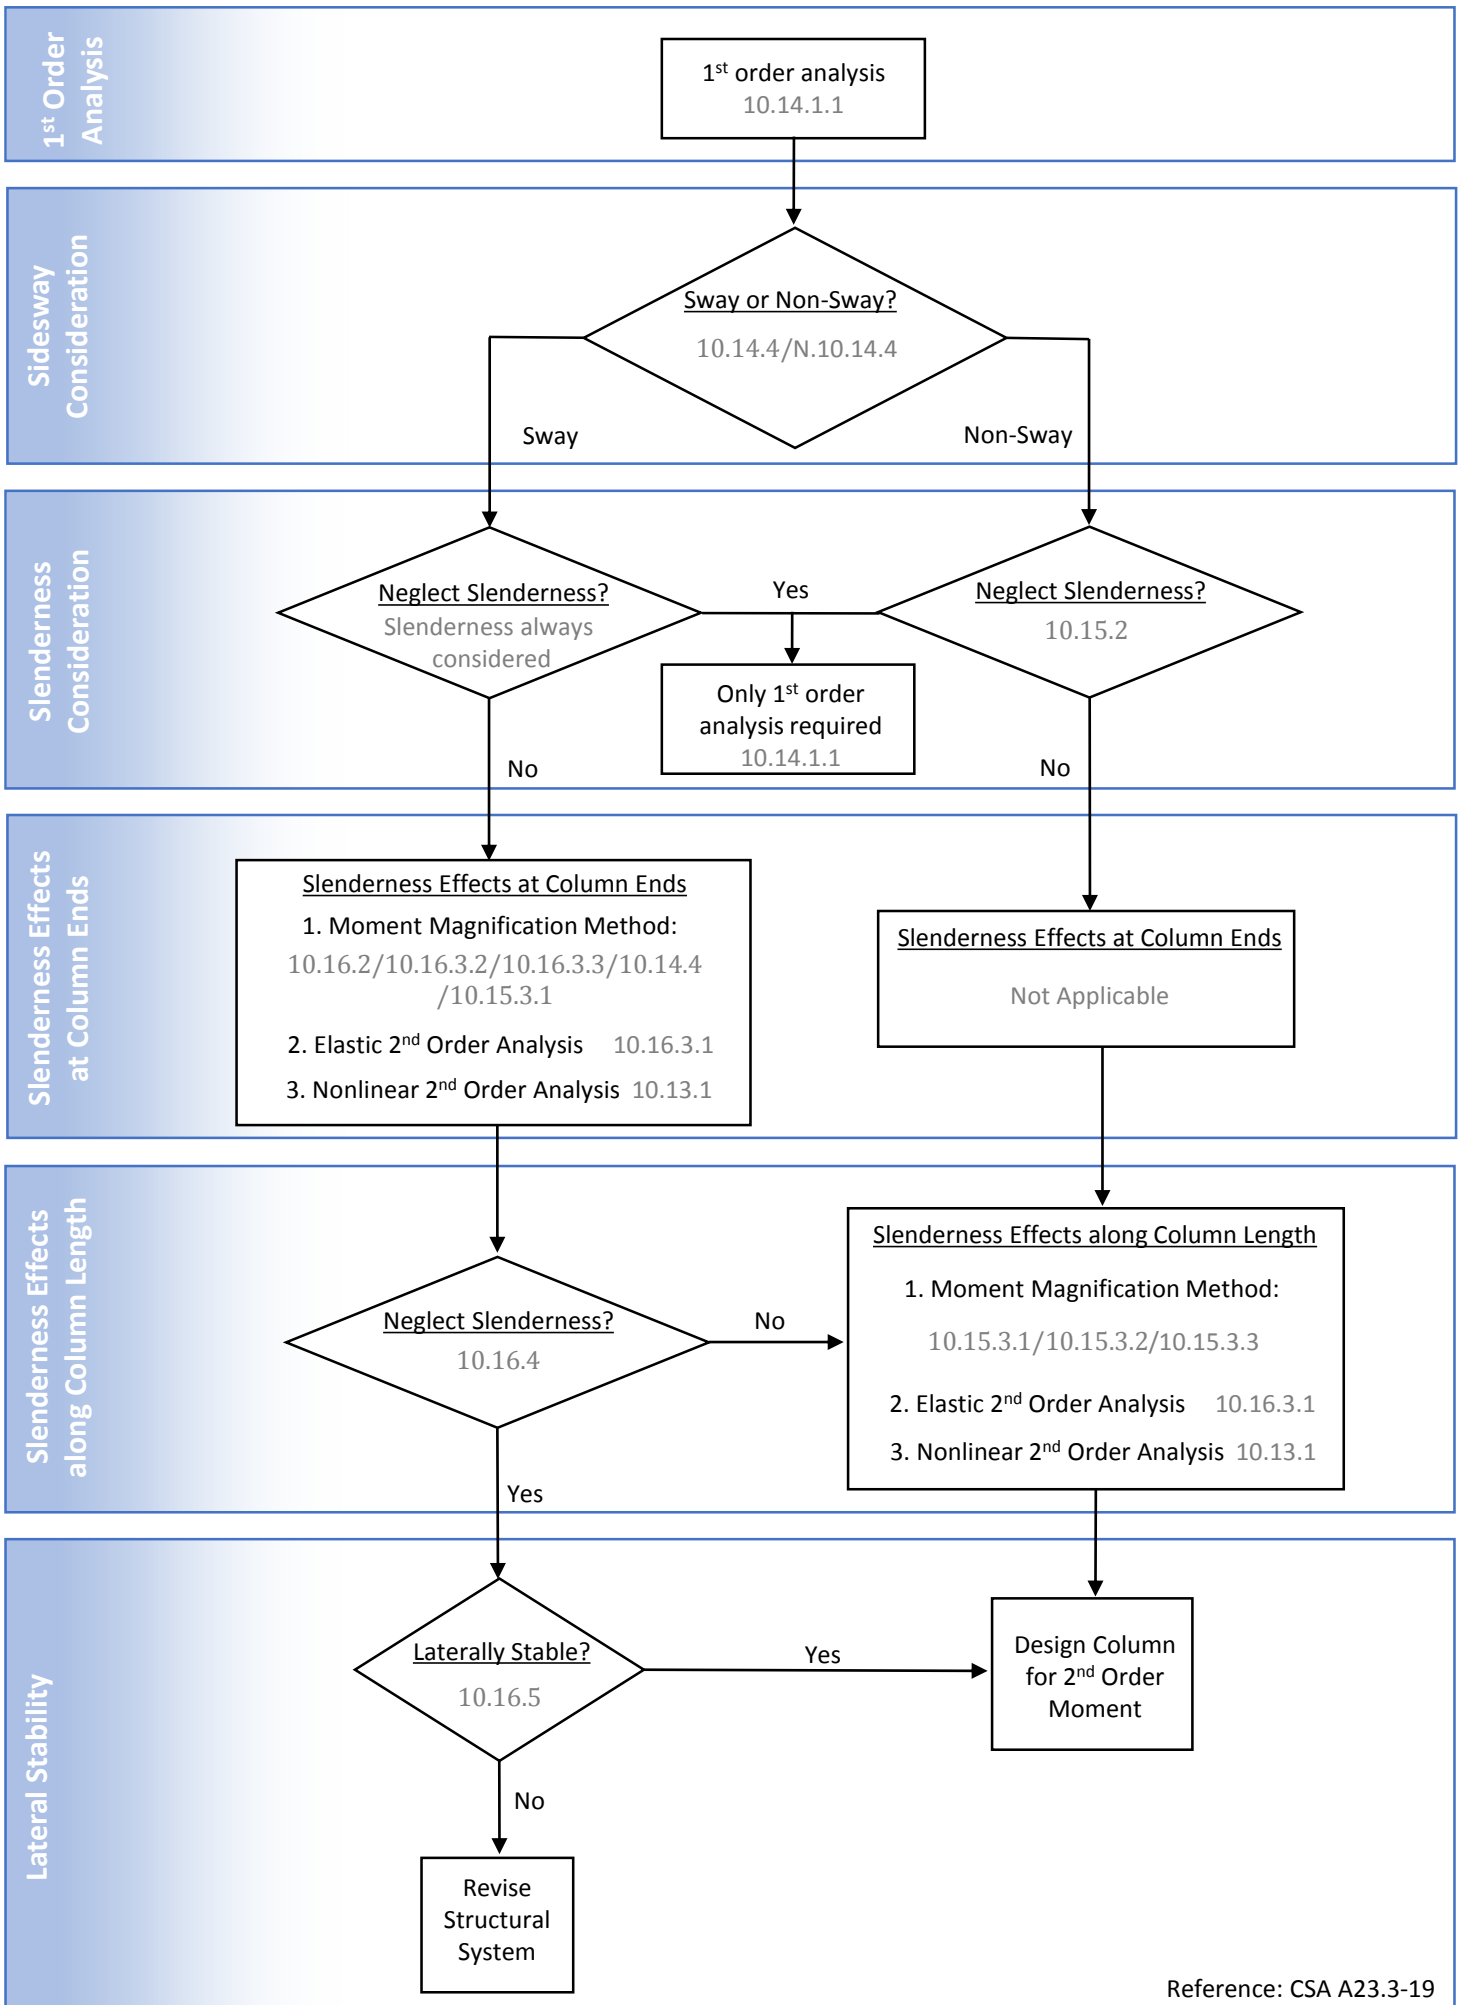 1st Order
Analysis
1st order analysis
10.14.1.1
Sidesway
Consideration
Sway or Non-Sway?
10.14.4/N.10.14.4
Sway
Non-Sway
Slenderness
Consideration
Neglect Slenderness?
Slenderness always
considered
Yes
Neglect Slenderness?
10.15.2
Only 1st order
analysis required
10.14.1.1
No
No
Slenderness Effects
at Column Ends
Slenderness Effects at Column Ends
1. Moment Magnification Method:
10.16.2/10.16.3.2/10.16.3.3/10.14.4
/10.15.3.1
2. Elastic 2nd Order Analysis 10.16.3.1
3. Nonlinear 2nd Order Analysis 10.13.1
Slenderness Effects at Column Ends
Not Applicable
Slenderness Effects
along Column Length
Neglect Slenderness?
10.16.4
No
Yes
Slenderness Effects along Column Length
1. Moment Magnification Method:
10.15.3.1/10.15.3.2/10.15.3.3
2. Elastic 2nd Order Analysis 10.16.3.1
3. Nonlinear 2nd Order Analysis 10.13.1
Lateral Stability
Laterally Stable?
10.16.5
Yes
Design Column
for 2nd Order
Moment
No
Revise
Structural
System
Reference: CSA A23.3-19